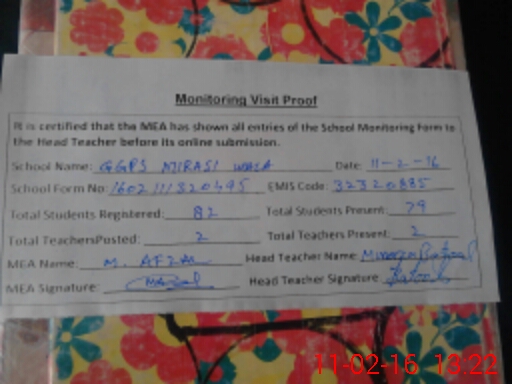 Monitoring Visit Proof
It is certified that the MEA has shown all entries of the School Monitoring Form to
the Head Teacher before its online submission.
School Name: GGPS MIRASI WALA Date: 11-2-16
School Form No: EMIS Code: 32320885
Total Students Registered: 82 Total Students Present: 79
Total TeachersPosted: 2 Total Teachers Present: 2
MEA Name: M. AFZAL Head Teacher Name:
MEA Signature: Head Teacher Signature:
11-02-16 13:22